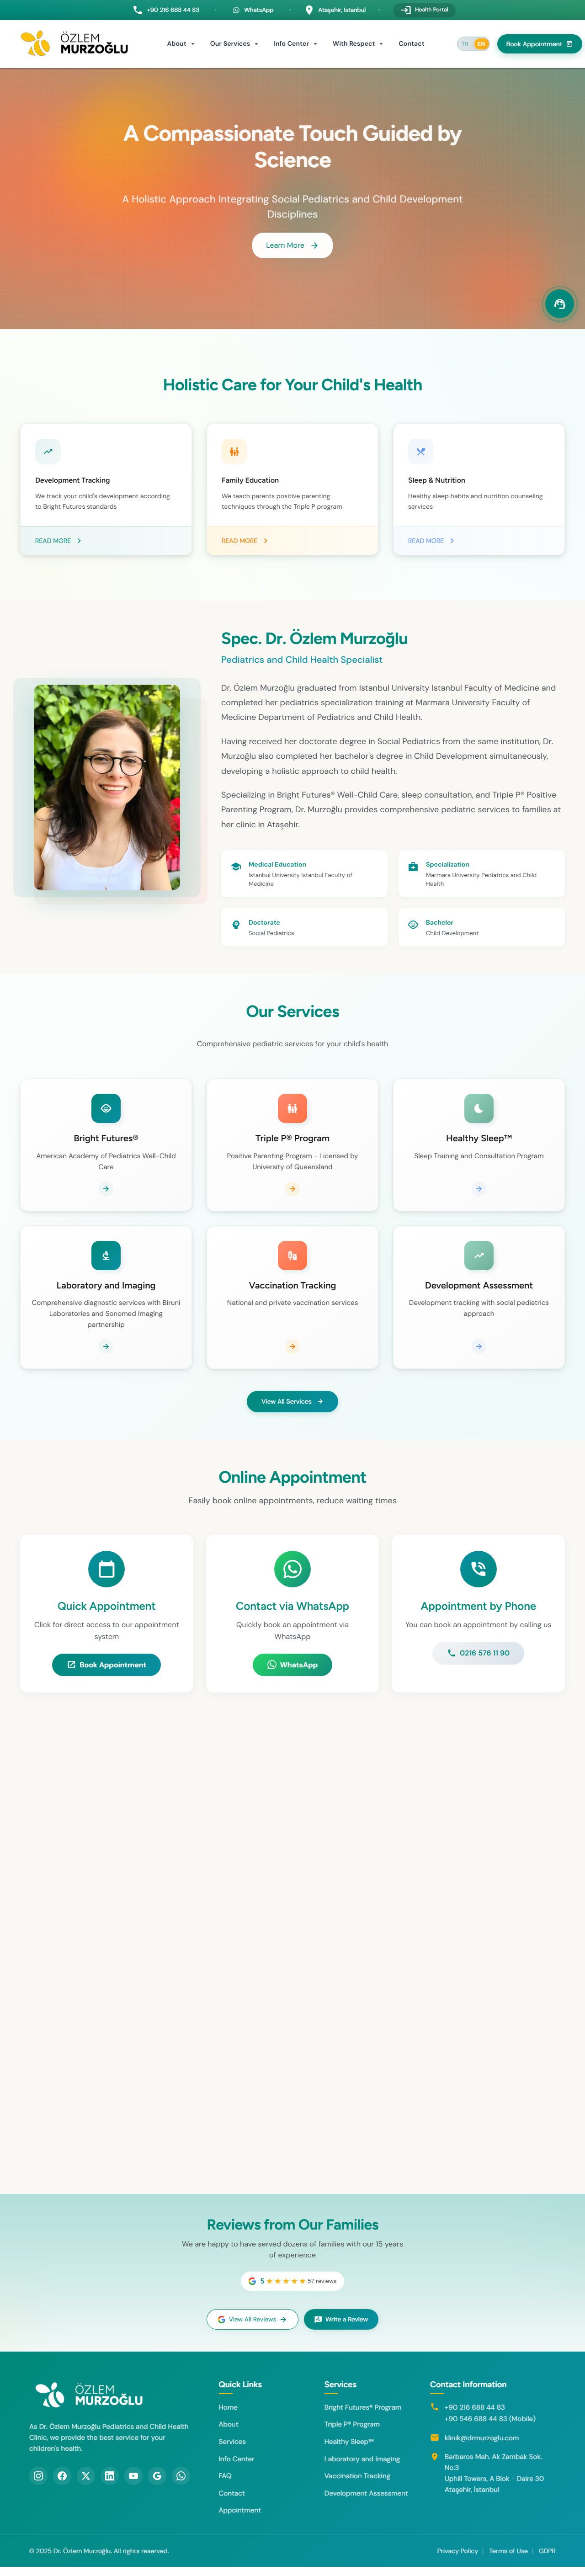 +90 216 688 44 83
WhatsApp
Ataşehir, İstanbul
Health Portal
ÖZLEM
MURZOĞLU
About
Our Services
Info Center
With Respect
Contact
TR
EN
Book Appointment
A Compassionate Touch Guided by
Science
A Holistic Approach Integrating Social Pediatrics and Child Development
Disciplines
Learn More
Holistic Care for Your Child's Health
Development Tracking
We track your child's development according
to Bright Futures standards
READ MORE
Family Education
We teach parents positive parenting
techniques through the Triple P program
READ MORE
Sleep & Nutrition
Healthy sleep habits and nutrition counseling
services
READ MORE
Spec. Dr. Özlem Murzoğlu
Pediatrics and Child Health Specialist
Dr. Özlem Murzoğlu graduated from Istanbul University Istanbul Faculty of Medicine and
completed her pediatrics specialization training at Marmara University Faculty of
Medicine Department of Pediatrics and Child Health.
Having received her doctorate degree in Social Pediatrics from the same institution, Dr.
Murzoğlu also completed her bachelor's degree in Child Development simultaneously,
developing a holistic approach to child health.
Specializing in Bright Futures® Well-Child Care, sleep consultation, and Triple P® Positive
Parenting Program, Dr. Murzoğlu provides comprehensive pediatric services to families at
her clinic in Ataşehir.
Medical Education
Istanbul University Istanbul Faculty of
Medicine
Specialization
Marmara University Pediatrics and Child
Health
Doctorate
Social Pediatrics
Bachelor
Child Development
Our Services
Comprehensive pediatric services for your child's health
Bright Futures®
American Academy of Pediatrics Well-Child
Care
Triple P® Program
Positive Parenting Program - Licensed by
University of Queensland
Healthy Sleep™
Sleep Training and Consultation Program
Laboratory and Imaging
Comprehensive diagnostic services with Biruni
Laboratories and Sonomed Imaging
partnership
Vaccination Tracking
National and private vaccination services
Development Assessment
Development tracking with social pediatrics
approach
View All Services
Online Appointment
Easily book online appointments, reduce waiting times
Quick Appointment
Click for direct access to our appointment
system
Book Appointment
Contact via WhatsApp
Quickly book an appointment via
WhatsApp
WhatsApp
Appointment by Phone
You can book an appointment by calling us
0216 576 11 90
Reviews from Our Families
We are happy to have served dozens of families with our 15 years
of experience
5 ★★★★★ 57 reviews
View All Reviews
Write a Review
ÖZLEM
MURZOĞLU
As Dr. Özlem Murzoğlu Pediatrics and Child Health
Clinic, we provide the best service for your
children's health.
Quick Links
Home
About
Services
Info Center
FAQ
Contact
Appointment
Services
Bright Futures® Program
Triple P® Program
Healthy Sleep™
Laboratory and Imaging
Vaccination Tracking
Development Assessment
Contact Information
+90 216 688 44 83
+90 546 688 44 83 (Mobile)
klinik@drmurzoglu.com
Barbaros Mah. Ak Zambak Sok.
No:3
Uphill Towers, A Blok - Daire 30
Ataşehir, İstanbul
© 2025 Dr. Özlem Murzoğlu. All rights reserved.
Privacy Policy | Terms of Use | GDPR